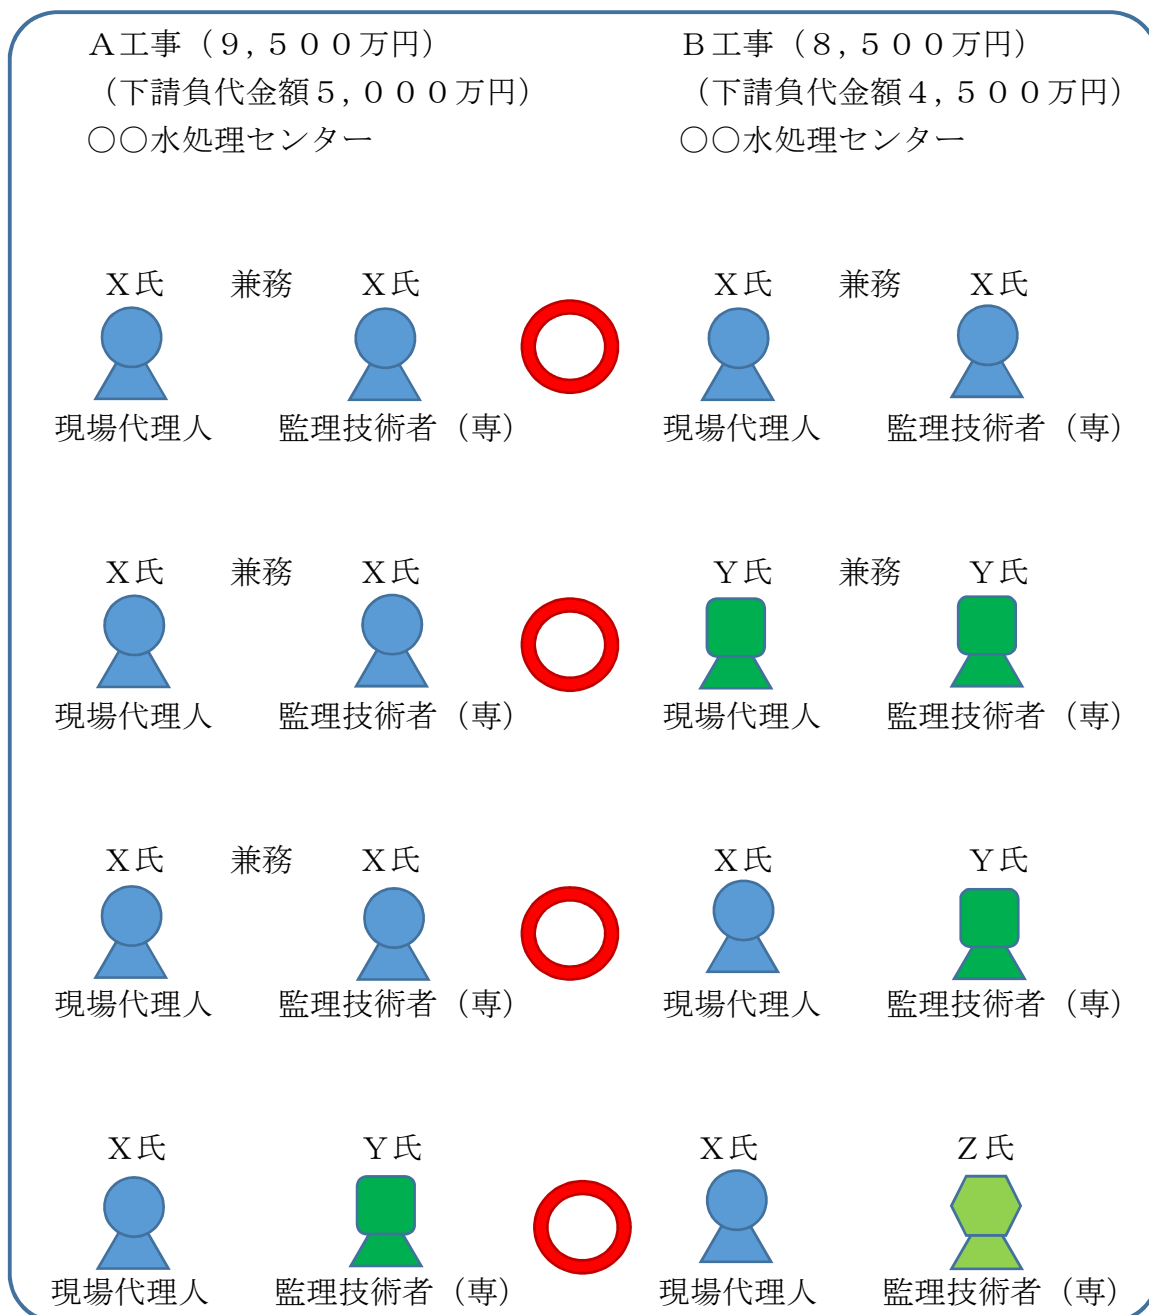 A工事（９,５００万円）
（下請負代金額５,０００万円）
○○水処理センター
B工事（８,５００万円）
（下請負代金額４,５００万円）
○○水処理センター
X氏 兼務 X氏 X氏 兼務 X氏
現場代理人 監理技術者（専） 現場代理人 監理技術者（専）
X氏 兼務 X氏 Y氏 兼務 Y氏
現場代理人 監理技術者（専） 現場代理人 監理技術者（専）
X氏 兼務 X氏 X氏 Y氏
現場代理人 監理技術者（専） 現場代理人 監理技術者（専）
X氏 Y氏 X氏 Z氏
現場代理人 監理技術者（専） 現場代理人 監理技術者（専）